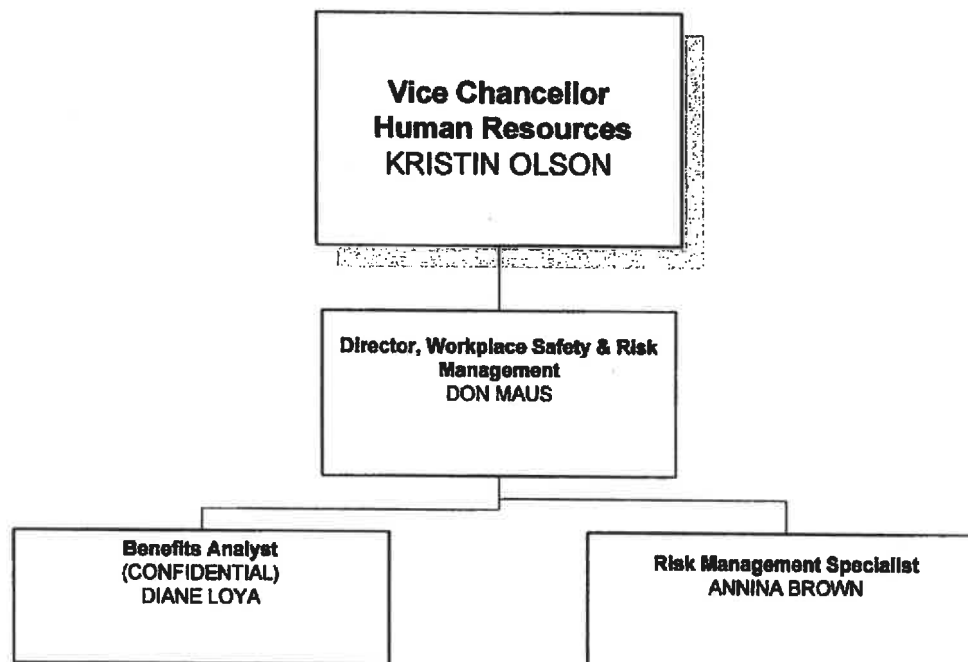 Vice Chancellor
Human Resources
KRISTIN OLSON
Director, Workplace Safety & Risk
Management
DON MAUS
Benefits Analyst
(CONFIDENTIAL)
DIANE LOYA
Risk Management Specialist
ANNINA BROWN